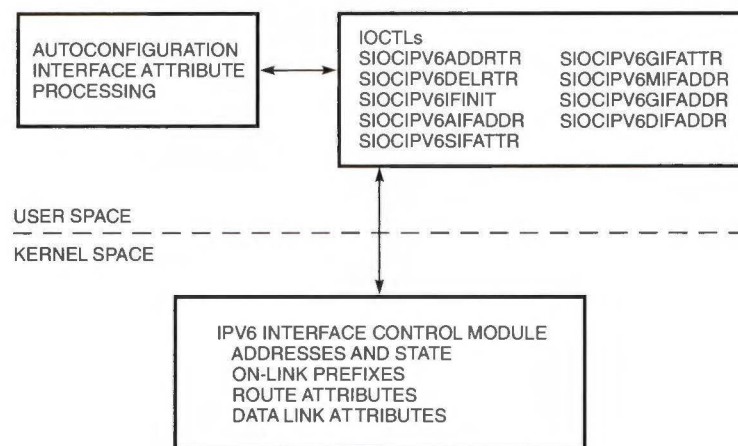 AUTOCONFIGURATION
INTERFACE ATTRIBUTE
PROCESSING
IOCTLs
SIOCIPV6ADDRTR
SIOCIPV6DELRTR
SIOCIPV6IFINIT
SIOCIPV6AIFADDR
SIOCIPV6SIFATTR
SIOCIPV6GIFATTR
SIOCIPV6MIFADDR
SIOCIPV6GIFADDR
SIOCIPV6DIFADDR
USER SPACE
KERNEL SPACE
IPV6 INTERFACE CONTROL MODULE
ADDRESSES AND STATE
ON-LINK PREFIXES
ROUTE ATTRIBUTES
DATA LINK ATTRIBUTES